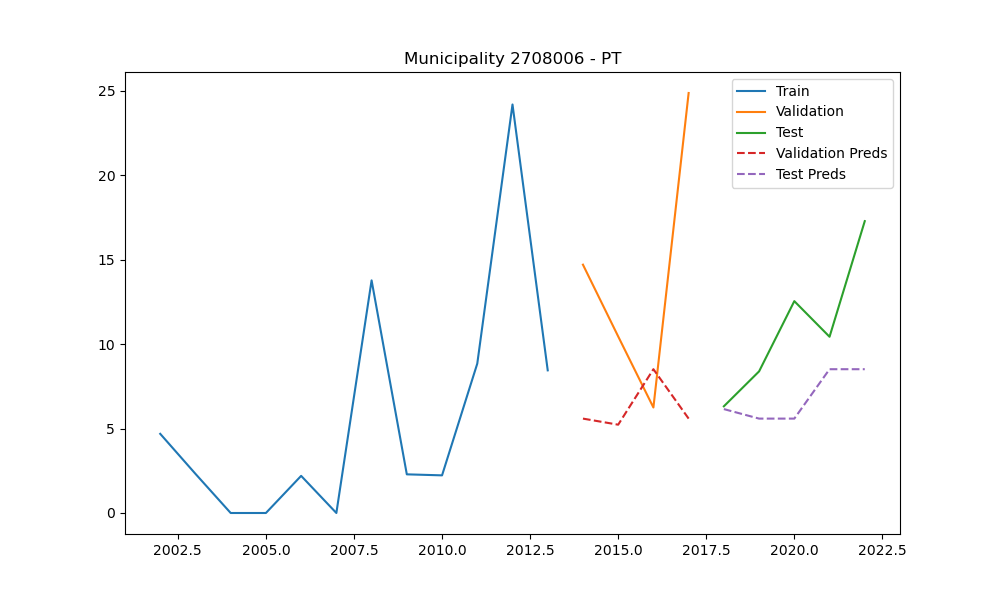 Municipality 2708006 - PT
Train
Validation
Test
Validation Preds
Test Preds
25
20
15
10
5
0
2002.5 2005.0 2007.5 2010.0 2012.5 2015.0 2017.5 2020.0 2022.5